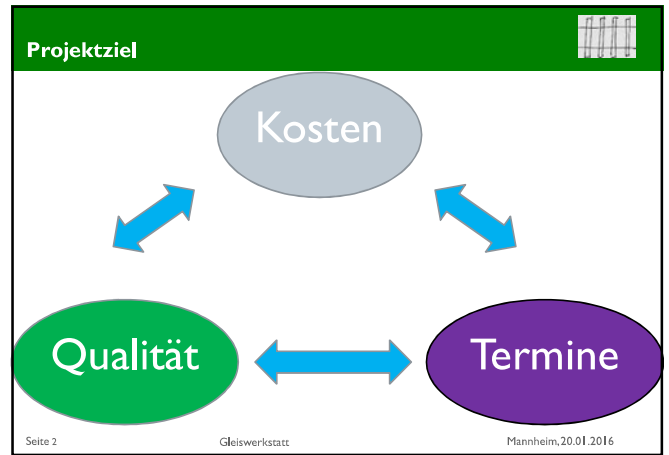 Projektziel
Kosten
Qualität
Termine
Seite 2
Gleiswerkstatt
Mannheim, 20.01.2016